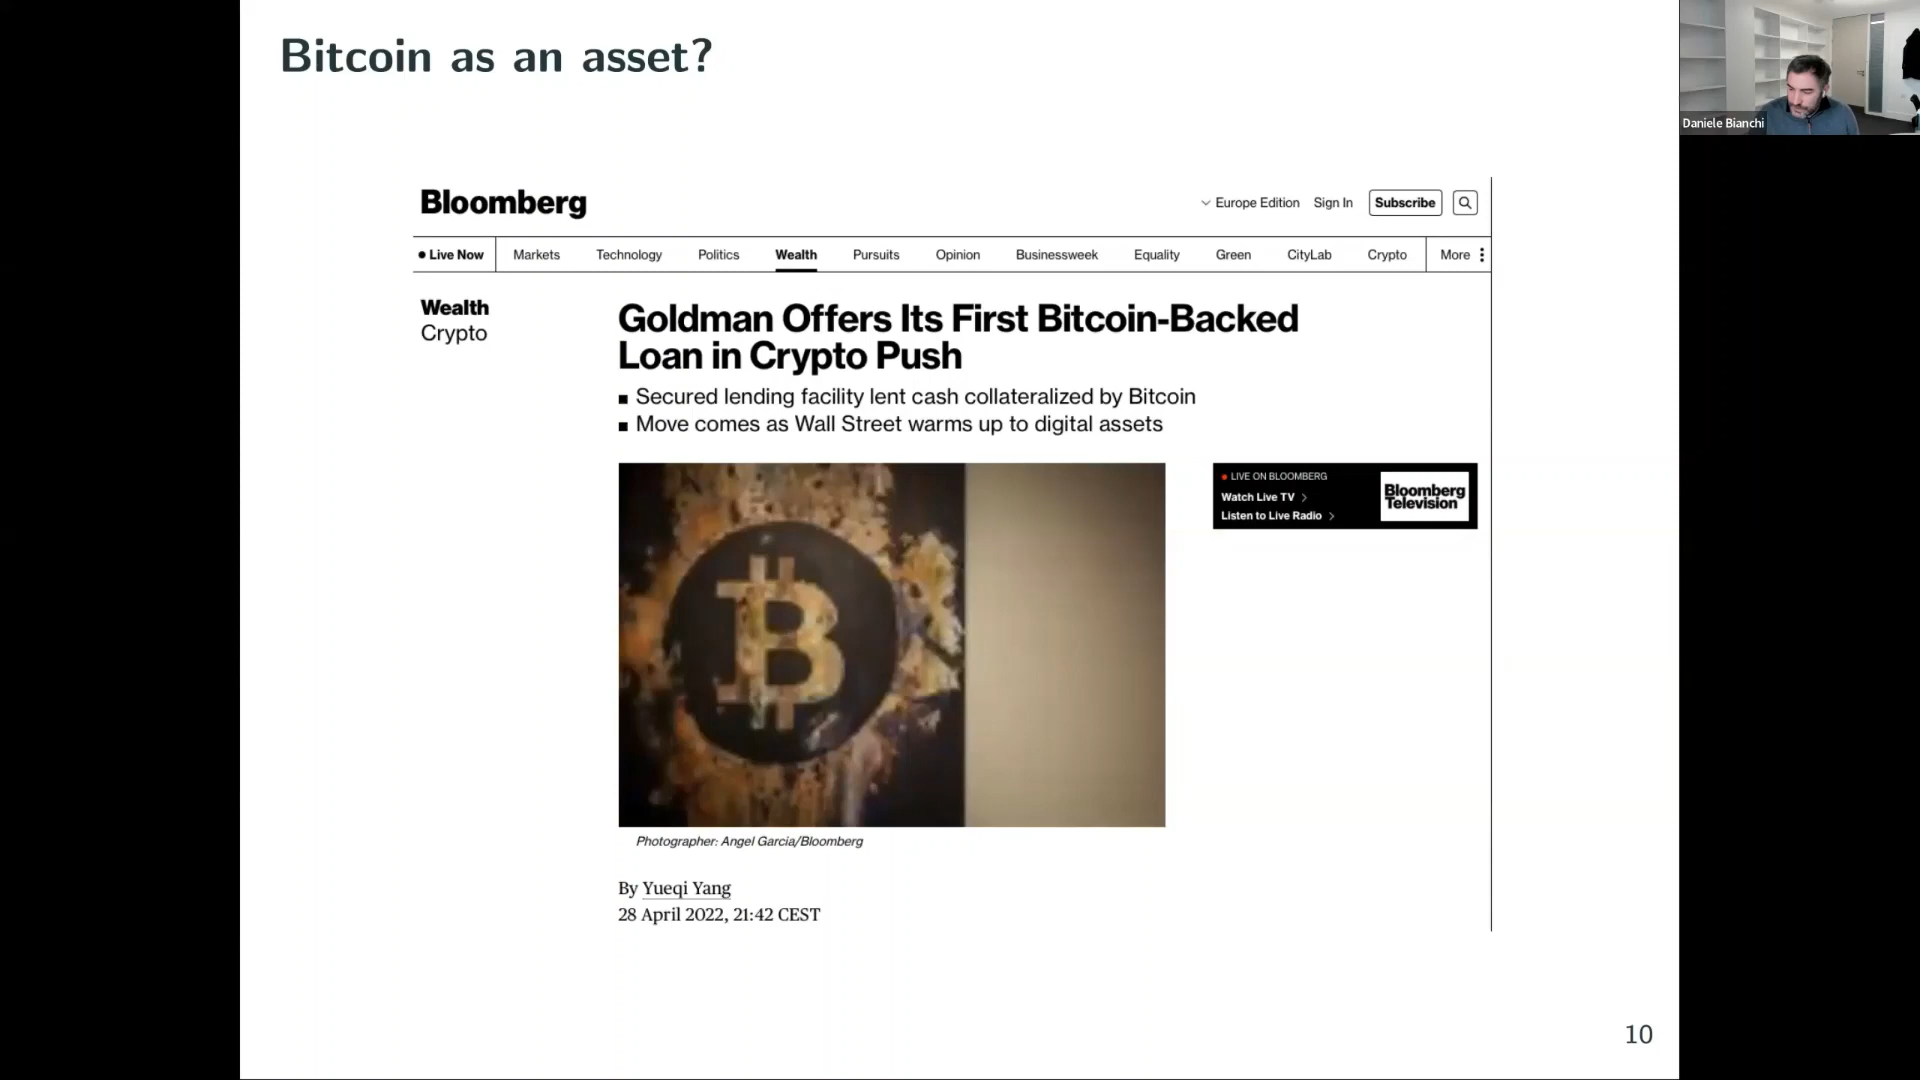 Bitcoin as an asset?
Daniele Bianchi
Bloomberg
Europe Edition Sign In Subscribe
Live Now Markets Technology Politics Wealth Pursuits Opinion Businessweek Equality Green CityLab Crypto More
Wealth
Crypto
Goldman Offers Its First Bitcoin-Backed
Loan in Crypto Push
Secured lending facility lent cash collateralized by Bitcoin
Move comes as Wall Street warms up to digital assets
LIVE ON BLOOMBERG
Watch Live TV
Listen to Live Radio
Bloomberg
Television
Photographer: Angel Garcia/Bloomberg
By Yueqi Yang
28 April 2022, 21:42 CEST
10